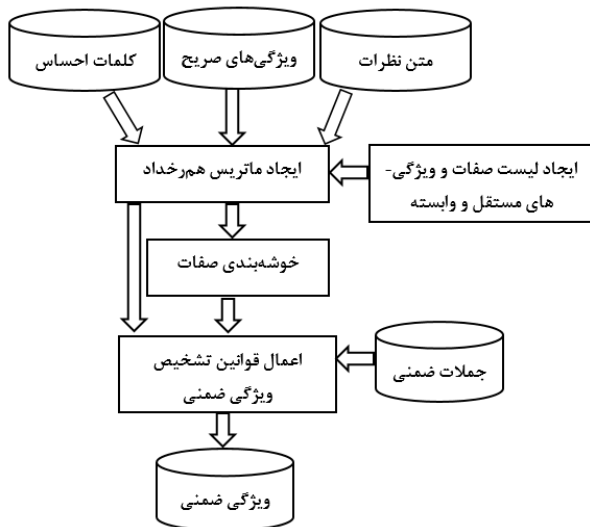 متن نظرات
ویژگی‌های صریح
کلمات احساس
ایجاد ماتریس هم‌رخداد
ایجاد لیست صفات و ویژگی-
های مستقل و وابسته
خوشه‌بندی صفات
اعمال قوانین تشخیص
ویژگی ضمنی
جملات ضمنی
ویژگی ضمنی